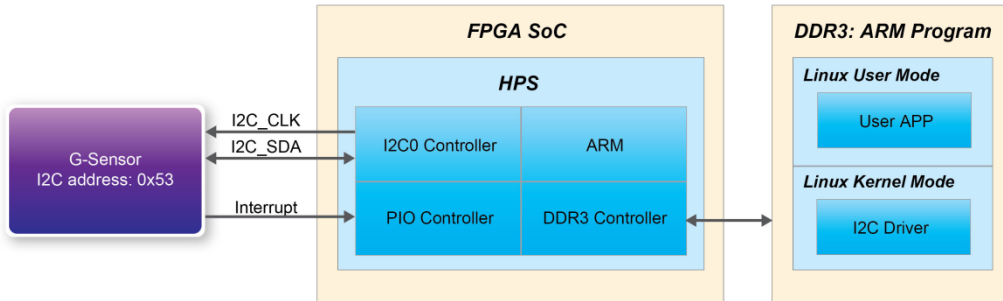 FPGA SoC
DDR3: ARM Program
HPS
Linux User Mode
User APP
I2C_CLK
I2C_SDA
G-Sensor
I2C address: 0x53
I2C0 Controller
ARM
Linux Kernel Mode
Interrupt
PIO Controller
DDR3 Controller
I2C Driver